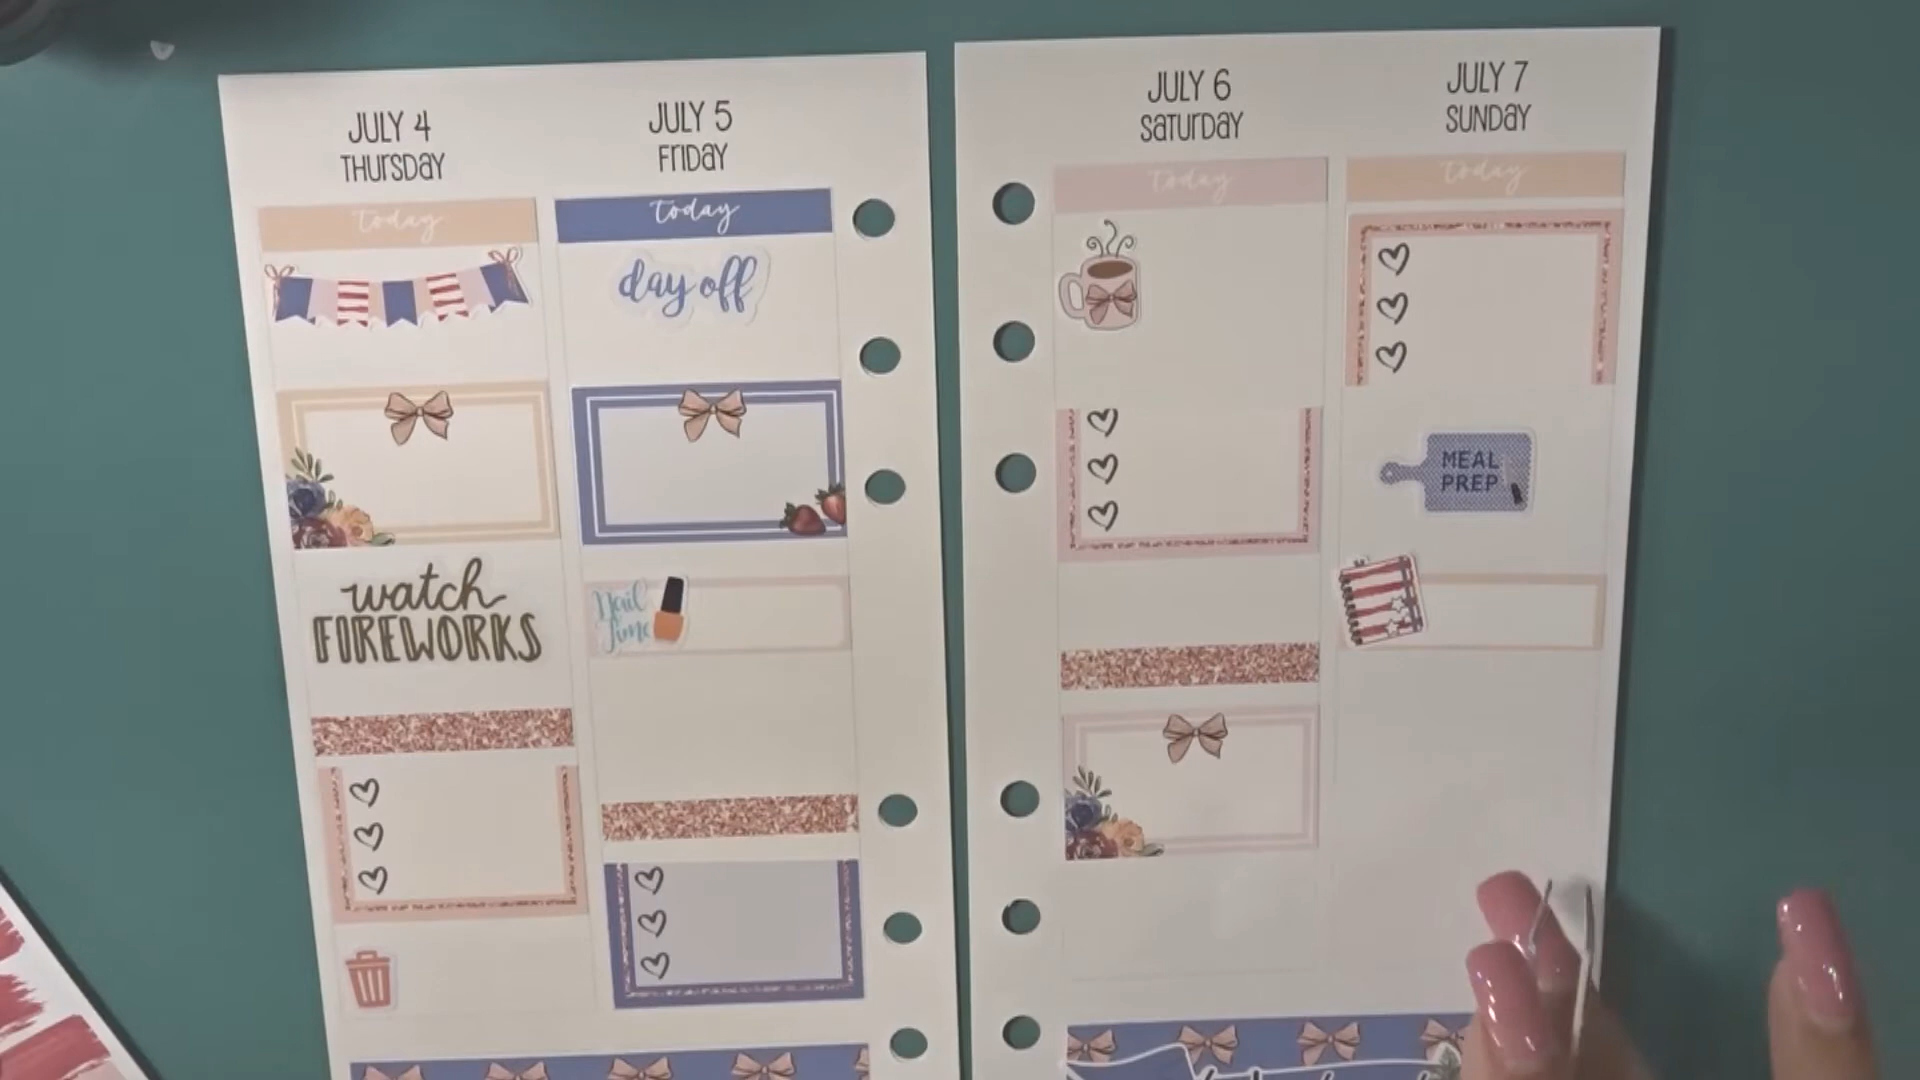 JULY 4
THURSDAY
today
watch
FIREWORKS
JULY 5
FRIDAY
today
day off
Nail
Time
JULY 6
SATURDAY
today
JULY 7
SUNDAY
today
MEAL
PREP